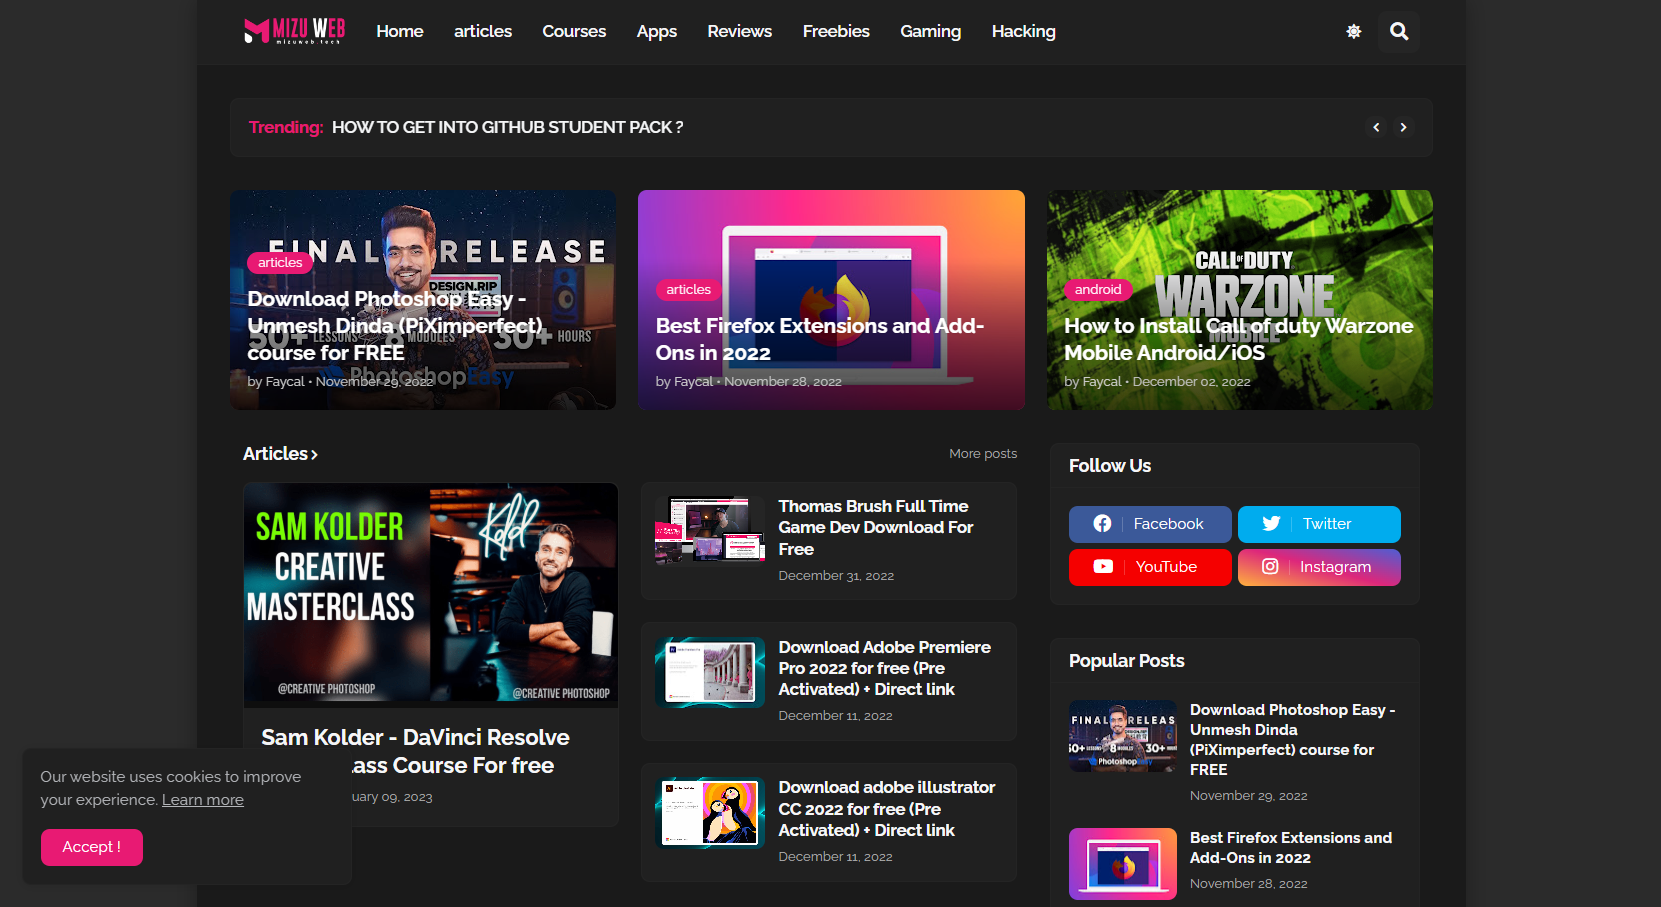 MIZU WEB
mizuweb.tech
Home
articles
Courses
Apps
Reviews
Freebies
Gaming
Hacking
Trending:
HOW TO GET INTO GITHUB STUDENT PACK ?
FINAL RELEASE
articles
DESIGN.RIP
Download Photoshop Easy -
Unmesh Dinda (PiXimperfect)
course for FREE
50+ LESSONS 8 MODULES 30+ HOURS
PhotoshopEasy
by Faycal • November 29, 2022
articles
Best Firefox Extensions and Add-
Ons in 2022
by Faycal • November 28, 2022
CALL OF DUTY
WARZONE
MOBILE
android
How to Install Call of duty Warzone
Mobile Android/iOS
by Faycal • December 02, 2022
Articles
More posts
SAM KOLDER
CREATIVE
MASTERCLASS
Kold
@CREATIVE PHOTOSHOP
@CREATIVE PHOTOSHOP
Sam Kolder - DaVinci Resolve
lass Course For free
uary 09, 2023
Thomas Brush Full Time
Game Dev Download For
Free
December 31, 2022
Download Adobe Premiere
Pro 2022 for free (Pre
Activated) + Direct link
December 11, 2022
Download adobe illustrator
CC 2022 for free (Pre
Activated) + Direct link
December 11, 2022
Follow Us
Facebook
Twitter
YouTube
Instagram
Popular Posts
FINAL RELEAS
50+ LESSONS 8 MODULES 30+
PhotoshopEasy
Download Photoshop Easy -
Unmesh Dinda
(PiXimperfect) course for
FREE
November 29, 2022
Best Firefox Extensions and
Add-Ons in 2022
November 28, 2022
Our website uses cookies to improve
your experience. Learn more
Accept !